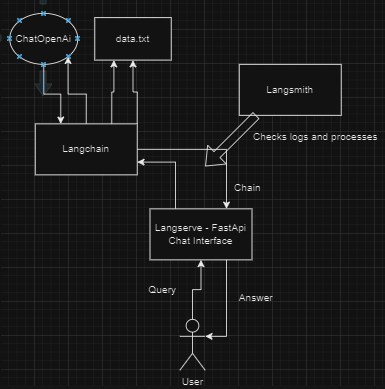 ChatOpenAi
data.txt
Langsmith
Checks logs and processes
Langchain
Chain
Langserve - FastApi
Chat Interface
Query
Answer
User